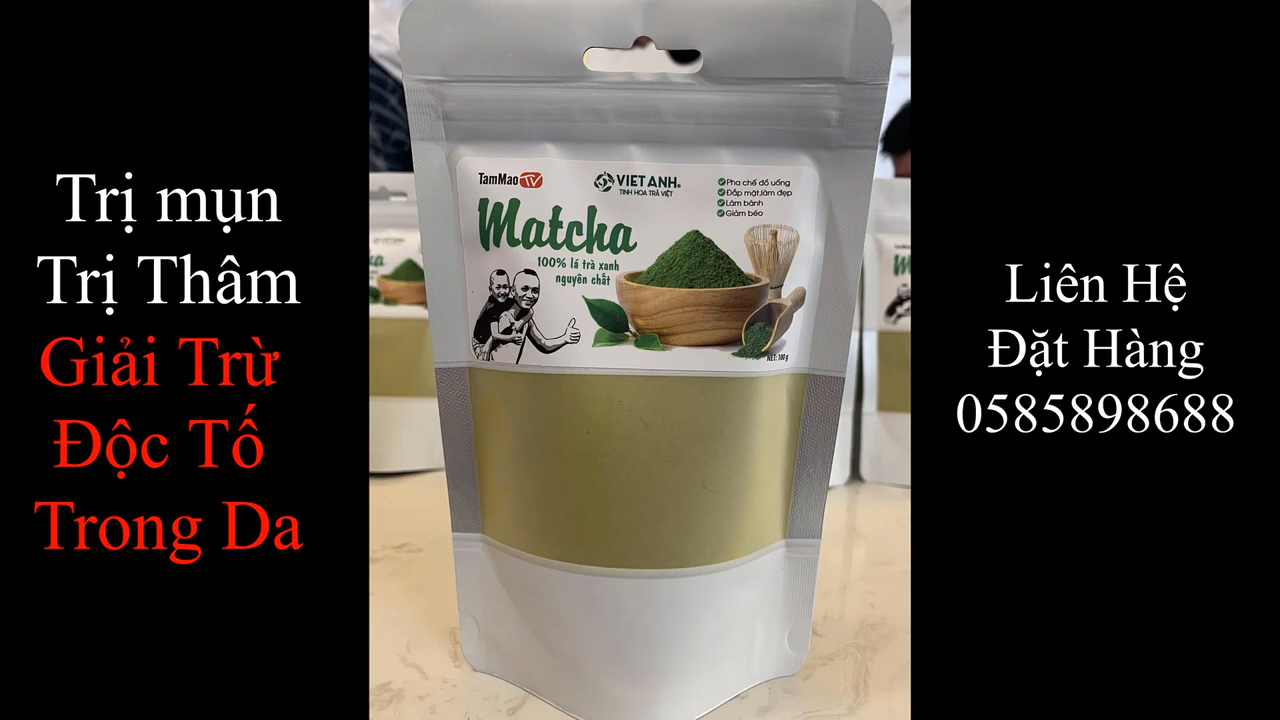 Trị mụn
Trị Thâm
Giải Trừ
Độc Tố
Trong Da
TamMao TV
VIET ANH®
TINH HOA TRÀ VIỆT
Pha chế đồ uống
Đắp mặt,làm đẹp
Làm bánh
Giảm béo
Matcha
100% lá trà xanh
nguyên chất
NET: 100g
Liên Hệ
Đặt Hàng
0585898688